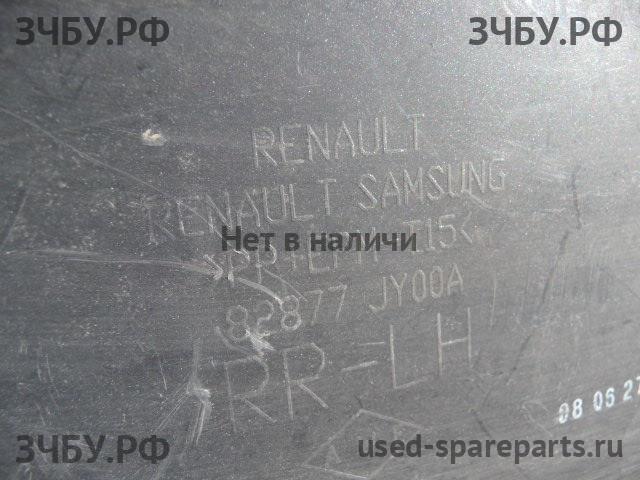 ЗЧБУ.РФ ЗЧБУ.РФ
RENAULT
RENAULT SAMSUNG
Нет в наличи
82877 JY00A
RR-LH
08 06 27
ЗЧБУ.РФ used-spareparts.ru